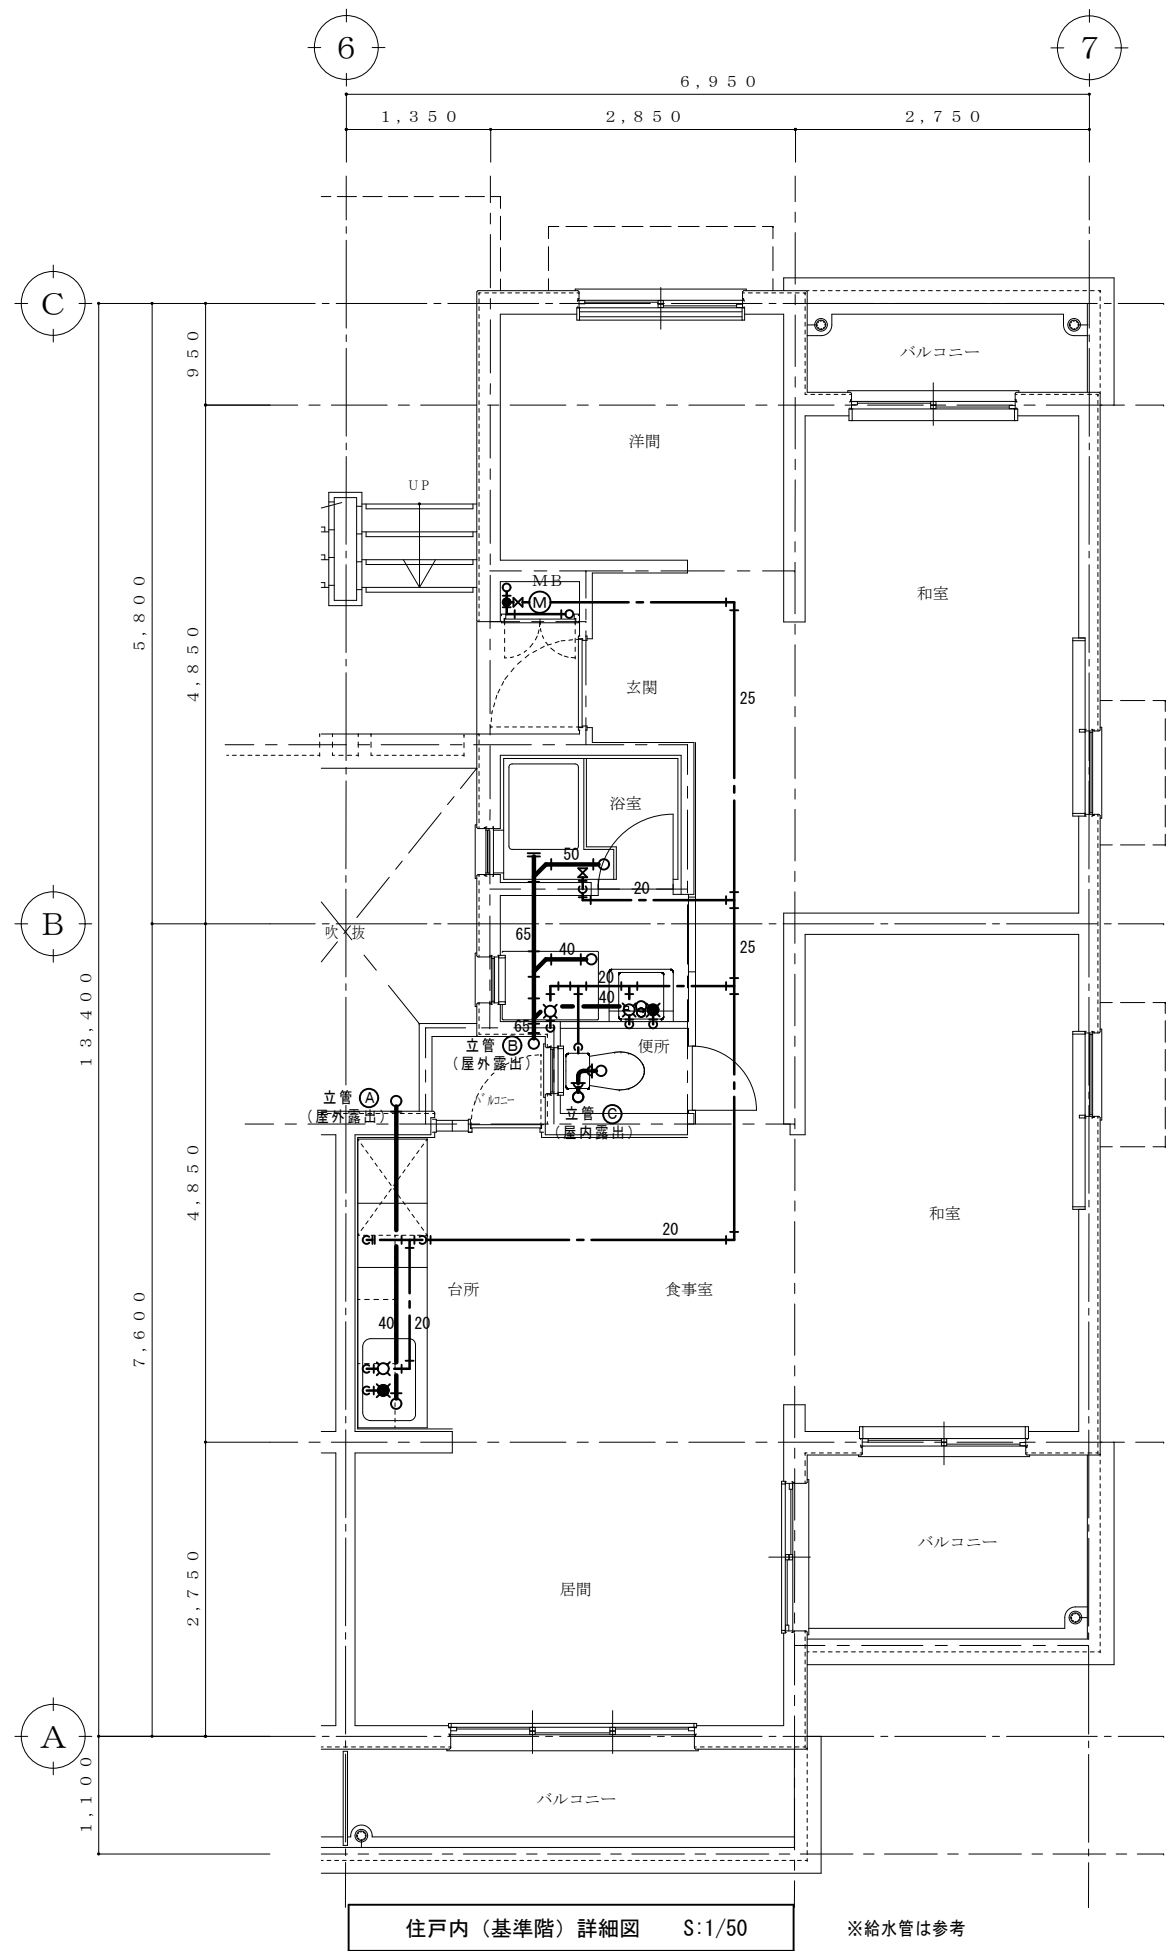 6
7
6,950
1,350
2,850
2,750
C
950
バルコニー
洋間
UP
5,800
4,850
MB
M
和室
玄関
25
浴室
50
20
B
吹抜
65
40
25
20
40
13,400
65
立管 B
(屋外露出)
便所
バルコニー
立管 A
(屋外露出)
立管 C
(屋内露出)
4,850
和室
20
台所
食事室
7,600
40
20
バルコニー
2,750
居間
A
1,100
バルコニー
住戸内(基準階)詳細図 S:1/50
※給水管は参考